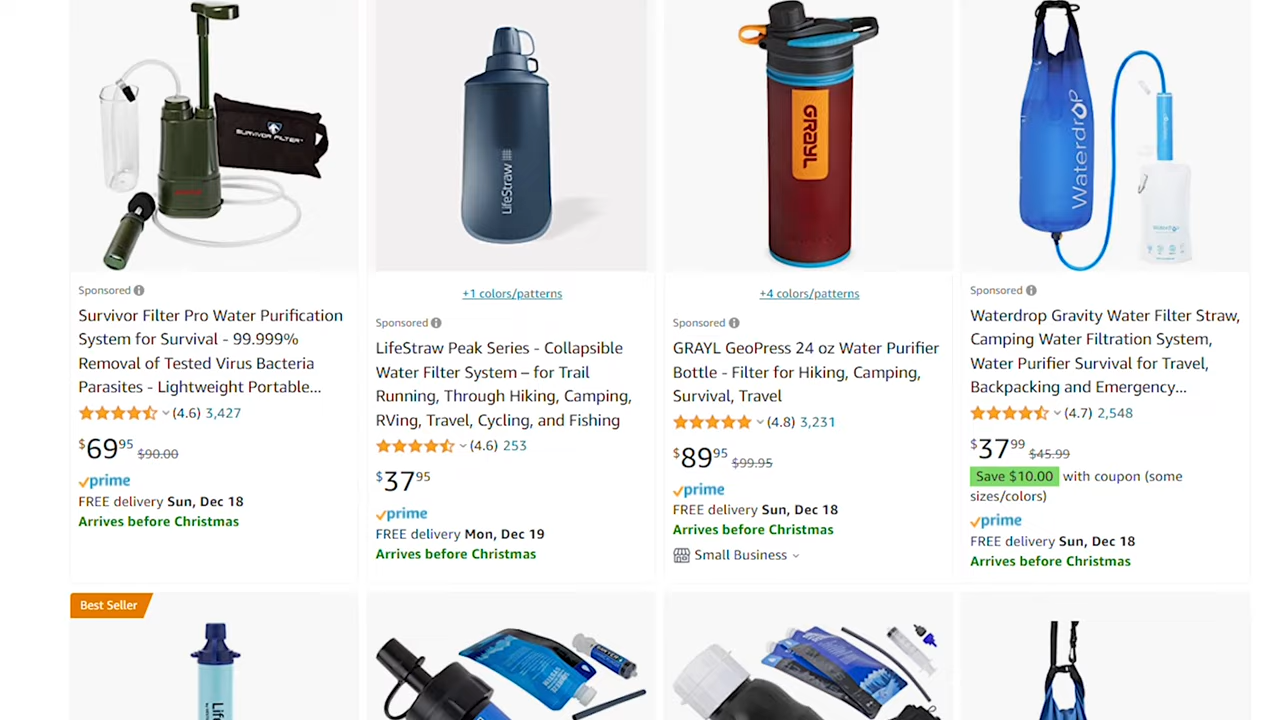 SURVIVOR FILTER™
LifeStraw
GRAYL
Waterdrop
Sponsored
Survivor Filter Pro Water Purification
System for Survival - 99.999%
Removal of Tested Virus Bacteria
Parasites - Lightweight Portable...
(4.6) 3,427
$69.95 $90.00
prime
FREE delivery Sun, Dec 18
Arrives before Christmas
+1 colors/patterns
Sponsored
LifeStraw Peak Series - Collapsible
Water Filter System – for Trail
Running, Through Hiking, Camping,
RVing, Travel, Cycling, and Fishing
(4.6) 253
$37.95
prime
FREE delivery Mon, Dec 19
Arrives before Christmas
+4 colors/patterns
Sponsored
GRAYL GeoPress 24 oz Water Purifier
Bottle - Filter for Hiking, Camping,
Survival, Travel
(4.8) 3,231
$89.95 $99.95
prime
FREE delivery Sun, Dec 18
Arrives before Christmas
Small Business
Sponsored
Waterdrop Gravity Water Filter Straw,
Camping Water Filtration System,
Water Purifier Survival for Travel,
Backpacking and Emergency...
(4.7) 2,548
$37.99 $45.99
Save $10.00 with coupon (some
sizes/colors)
prime
FREE delivery Sun, Dec 18
Arrives before Christmas
Best Seller